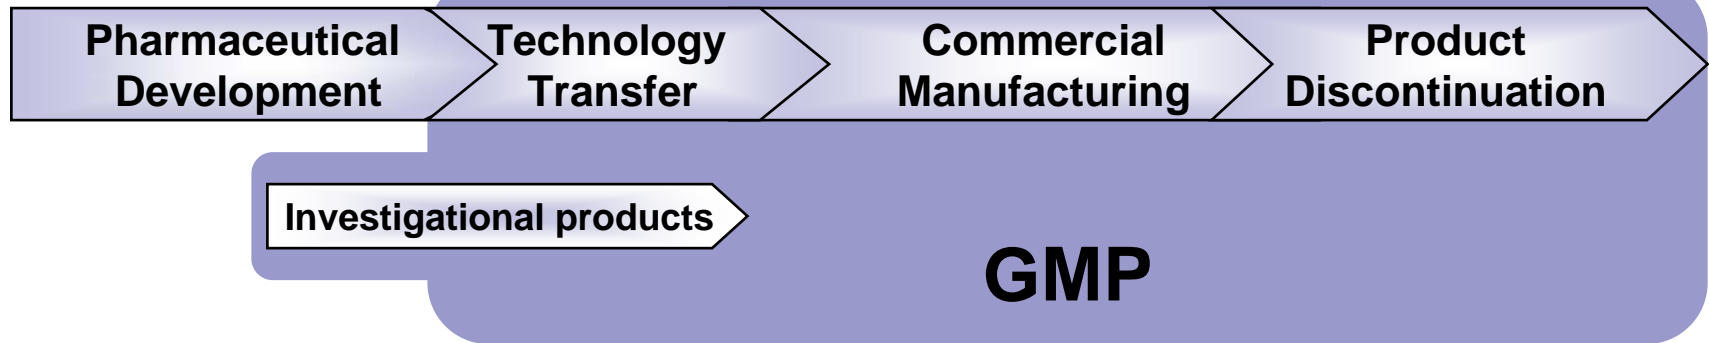 Pharmaceutical
Development
Technology
Transfer
Commercial
Manufacturing
Product
Discontinuation
Investigational products
GMP